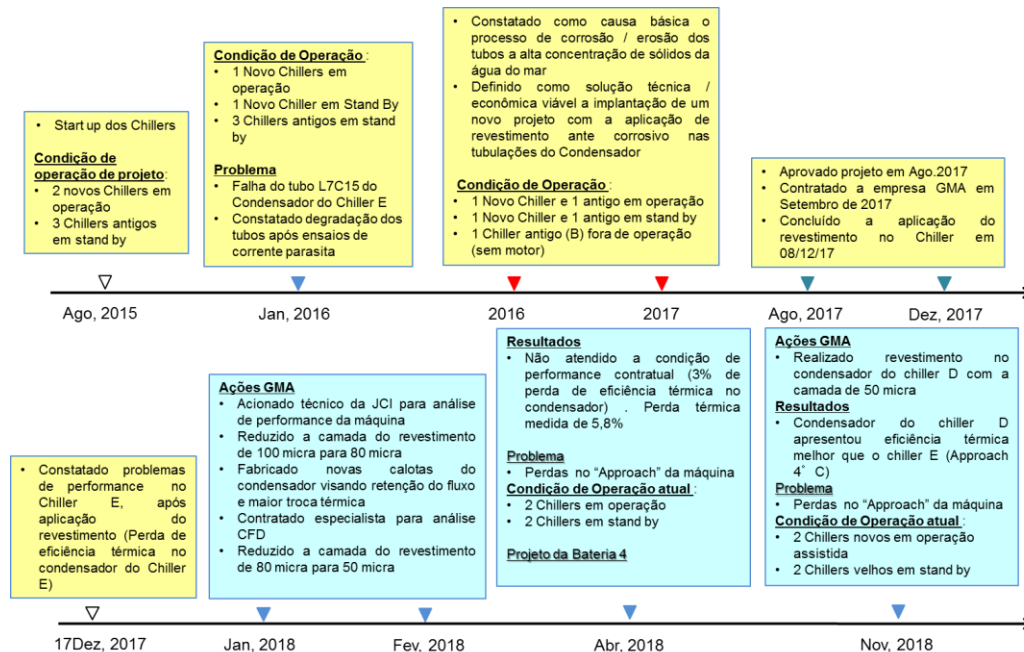 • Start up dos Chillers
Condição de
operação de projeto:
• 2 novos Chillers em
operação
• 3 Chillers antigos
em stand by
Condição de Operação :
• 1 Novo Chillers em
operação
• 1 Novo Chiller em Stand By
• 3 Chillers antigos em stand
by
Problema
• Falha do tubo L7C15 do
Condensador do Chiller E
• Constatado degradação dos
tubos após ensaios de
corrente parasita
• Constatado como causa básica o
processo de corrosão / erosão dos
tubos a alta concentração de sólidos da
água do mar
• Definido como solução técnica /
econômica viável a implantação de um
novo projeto com a aplicação de
revestimento ante corrosivo nas
tubulações do Condensador
Condição de Operação :
• 1 Novo Chiller e 1 antigo em operação
• 1 Novo Chiller e 1 antigo em stand by
• 1 Chiller antigo (B) fora de operação
(sem motor)
• Aprovado projeto em Ago.2017
• Contratado a empresa GMA em
Setembro de 2017
• Concluído a aplicação do
revestimento no Chiller em
08/12/17
Ago, 2015
Jan, 2016
2016
2017
Ago, 2017
Dez, 2017
• Constatado problemas
de performance no
Chiller E, após
aplicação do
revestimento (Perda de
eficiência térmica no
condensador do Chiller
E)
Ações GMA
• Acionado técnico da JCI para análise
de performance da máquina
• Reduzido a camada do revestimento
de 100 micra para 80 micra
• Fabricado novas calotas do
condensador visando retenção do fluxo
e maior troca térmica
• Contratado especialista para análise
CFD
• Reduzido a camada do revestimento
de 80 micra para 50 micra
Resultados
• Não atendido a condição de
performance contratual (3% de
perda de eficiência térmica no
condensador) . Perda térmica
medida de 5,8%
Problema
• Perdas no “Approach” da máquina
Condição de Operação atual :
• 2 Chillers em operação
• 2 Chillers em stand by
Projeto da Bateria 4
Ações GMA
• Realizado revestimento no
condensador do chiller D com a
camada de 50 micra
Resultados
• Condensador do chiller D
apresentou eficiência térmica
melhor que o chiller E (Approach
4° C)
Problema
• Perdas no “Approach” da máquina
Condição de Operação atual :
• 2 Chillers novos em operação
assistida
• 2 Chillers velhos em stand by
17Dez, 2017
Jan, 2018
Fev, 2018
Abr, 2018
Nov, 2018